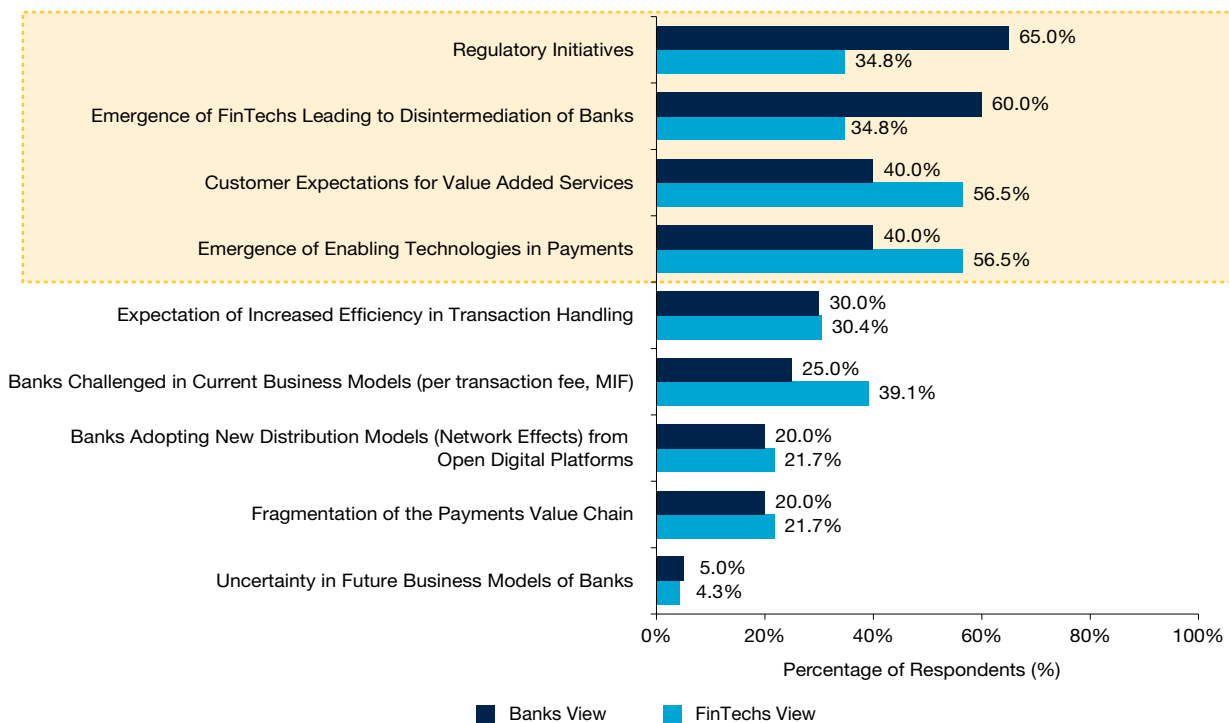 Regulatory Initiatives
65.0%
34.8%
Emergence of FinTechs Leading to Disintermediation of Banks
60.0%
34.8%
Customer Expectations for Value Added Services
40.0%
56.5%
Emergence of Enabling Technologies in Payments
40.0%
56.5%
Expectation of Increased Efficiency in Transaction Handling
30.0%
30.4%
Banks Challenged in Current Business Models (per transaction fee, MIF)
25.0%
39.1%
Banks Adopting New Distribution Models (Network Effects) from
Open Digital Platforms
20.0%
21.7%
Fragmentation of the Payments Value Chain
20.0%
21.7%
Uncertainty in Future Business Models of Banks
5.0%
4.3%
0% 20% 40% 60% 80% 100%
Percentage of Respondents (%)
Banks View FinTechs View